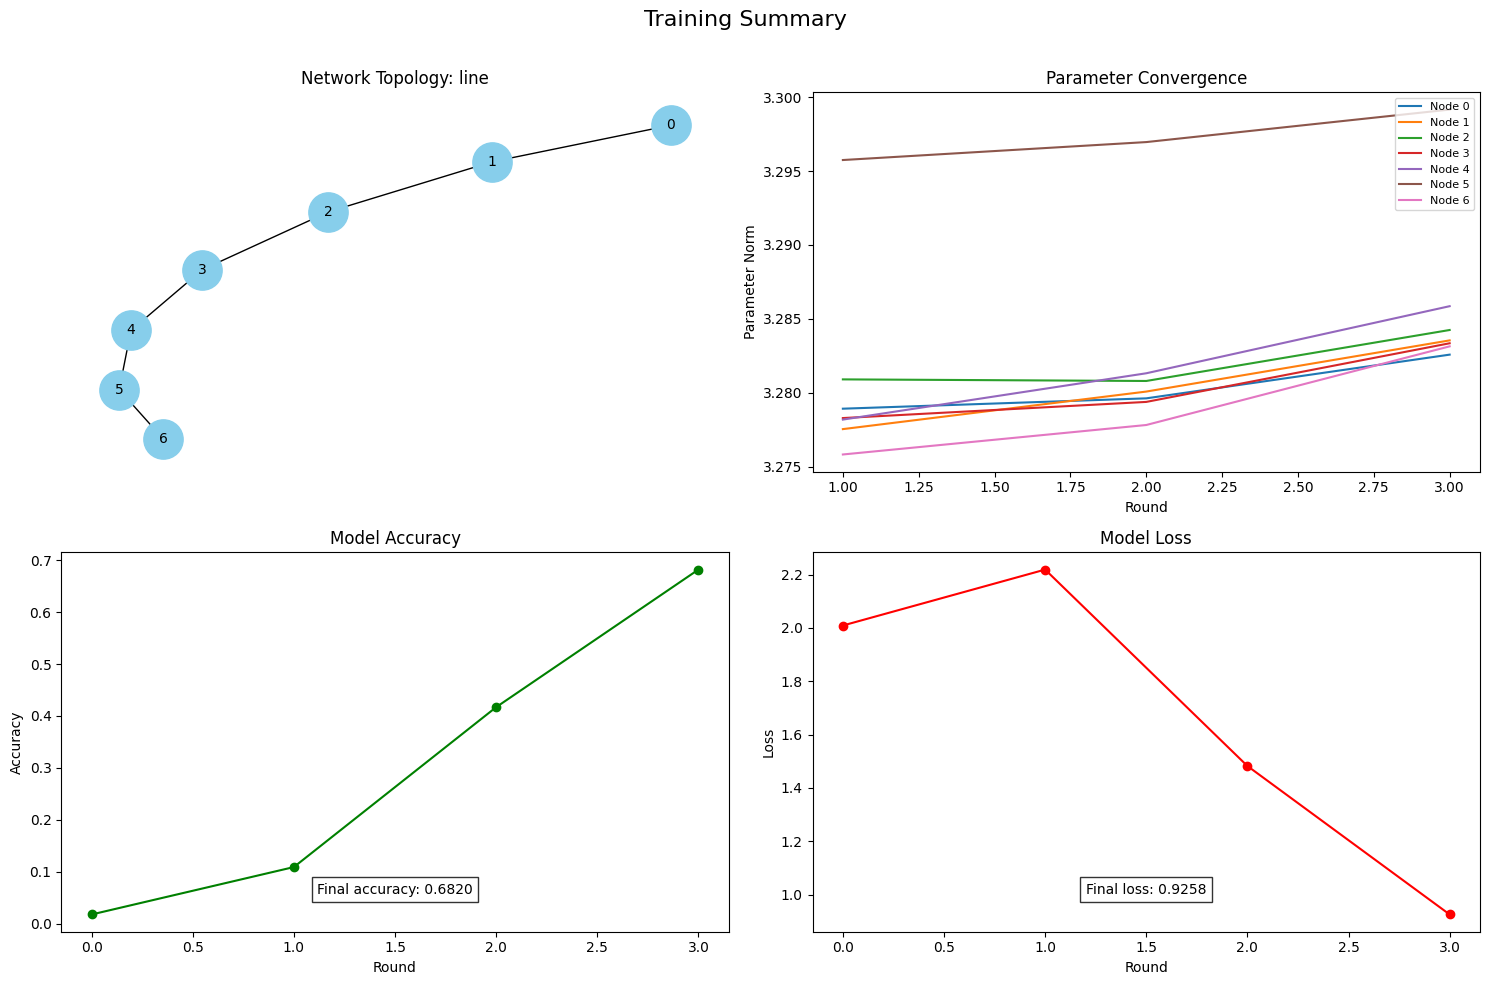 Training Summary
Network Topology: line
0
1
2
3
4
5
6
Parameter Convergence
Parameter Norm
3.300
3.295
3.290
3.285
3.280
3.275
Node 0
Node 1
Node 2
Node 3
Node 4
Node 5
Node 6
1.00 1.25 1.50 1.75 2.00 2.25 2.50 2.75 3.00
Round
Model Accuracy
Accuracy
0.7
0.6
0.5
0.4
0.3
0.2
0.1
0.0
Final accuracy: 0.6820
0.0 0.5 1.0 1.5 2.0 2.5 3.0
Round
Model Loss
Loss
2.2
2.0
1.8
1.6
1.4
1.2
1.0
Final loss: 0.9258
0.0 0.5 1.0 1.5 2.0 2.5 3.0
Round